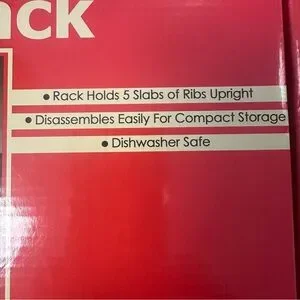 ack
• Rack Holds 5 Slabs of Ribs Upright
• Disassembles Easily For Compact Storage
• Dishwasher Safe